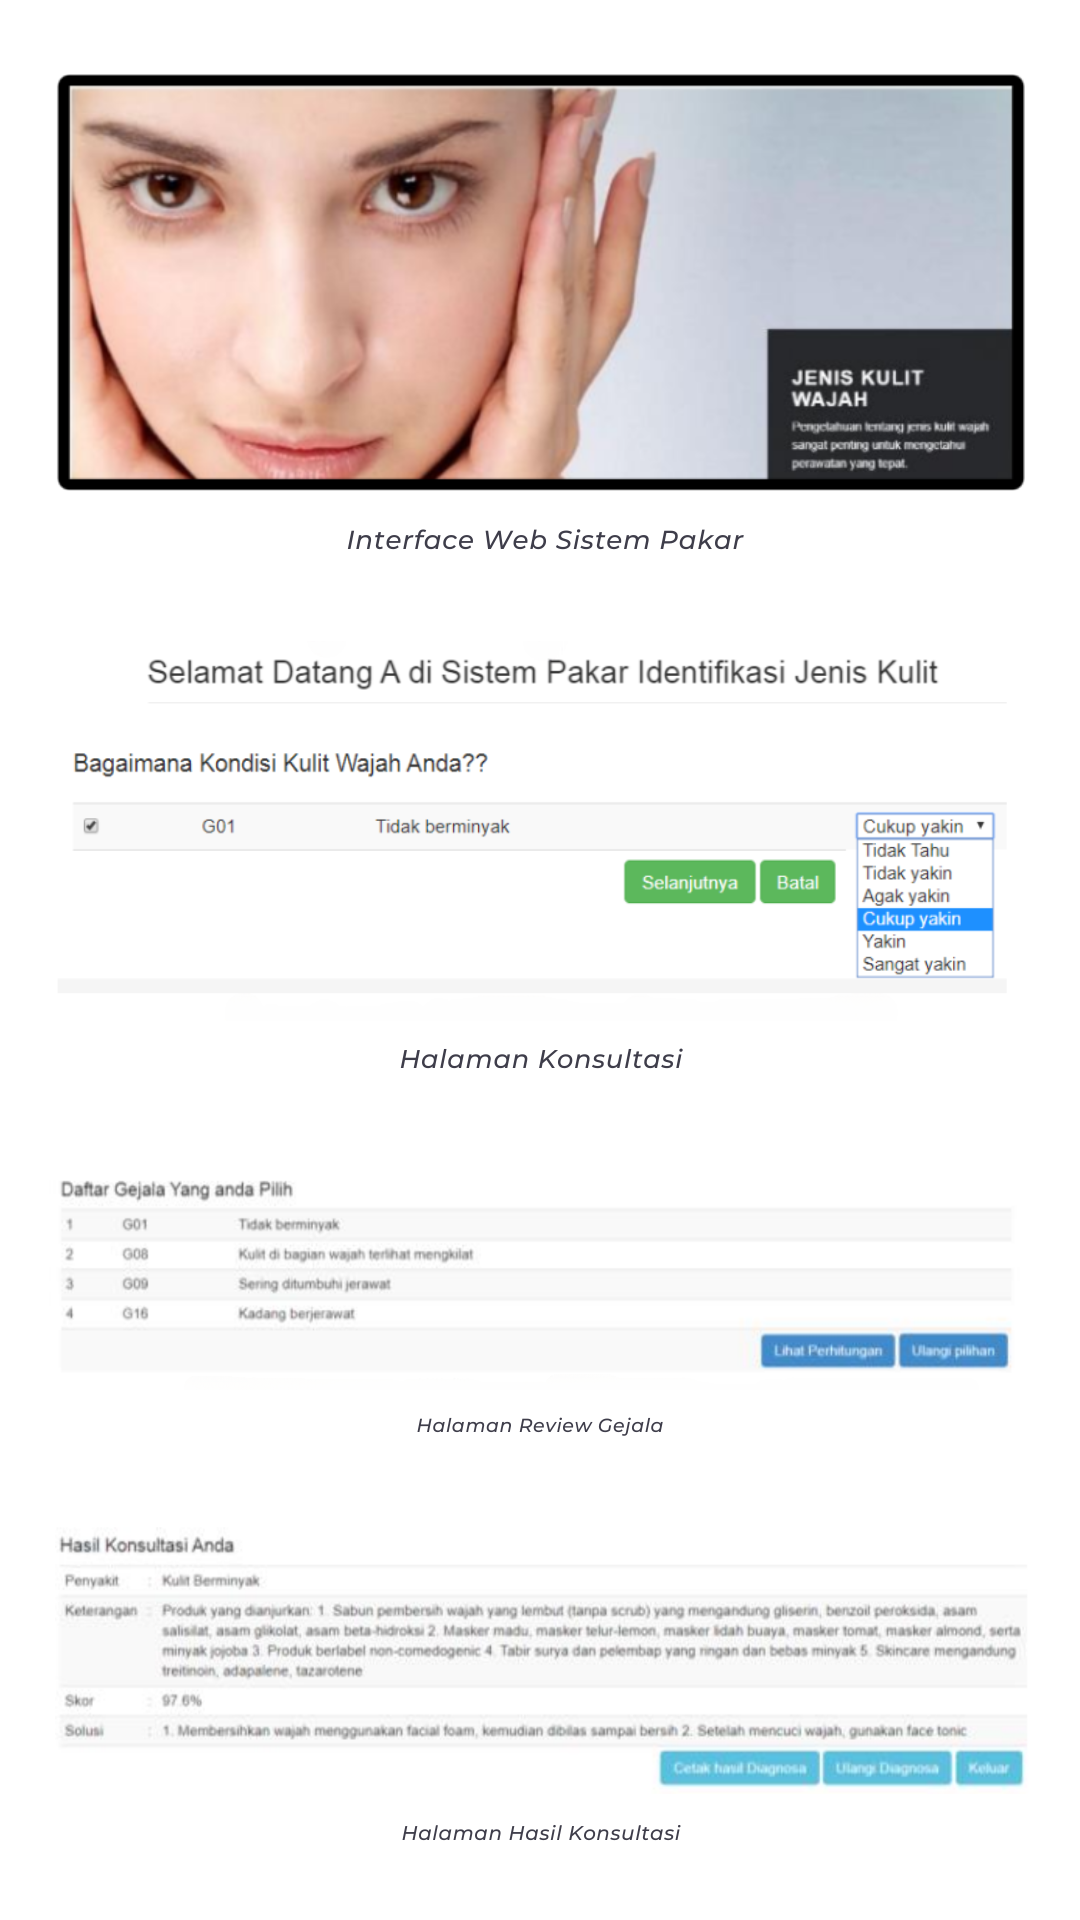 JENIS KULIT
WAJAH
Pengetahuan tentang jenis kulit wajah
sangat penting untuk mengetahui
perawatan yang tepat.
Interface Web Sistem Pakar
Selamat Datang A di Sistem Pakar Identifikasi Jenis Kulit
Bagaimana Kondisi Kulit Wajah Anda??
G01 Tidak berminyak Cukup yakin
Tidak Tahu
Tidak yakin
Agak yakin
Cukup yakin
Yakin
Sangat yakin
Selanjutnya Batal
Halaman Konsultasi
Daftar Gejala Yang anda Pilih
1 G01 Tidak berminyak
2 G08 Kulit di bagian wajah terlihat mengkilat
3 G09 Sering ditumbuhi jerawat
4 G16 Kadang berjerawat
Lihat Perhitungan Ulangi pilihan
Halaman Review Gejala
Hasil Konsultasi Anda
Penyakit : Kulit Berminyak
Keterangan : Produk yang dianjurkan: 1. Sabun pembersih wajah yang lembut (tanpa scrub) yang mengandung gliserin, benzoil peroksida, asam
salisilat, asam glikolat, asam beta-hidroksi 2. Masker madu, masker telur-lemon, masker lidah buaya, masker tomat, masker almond, serta
minyak jojoba 3. Produk berlabel non-comedogenic 4. Tabir surya dan pelembap yang ringan dan bebas minyak 5. Skincare mengandung
treitinoin, adapalene, tazarotene
Skor : 97.6%
Solusi : 1. Membersihkan wajah menggunakan facial foam, kemudian dibilas sampai bersih 2. Setelah mencuci wajah, gunakan face tonic
Cetak hasil Diagnosa Ulangi Diagnosa Keluar
Halaman Hasil Konsultasi